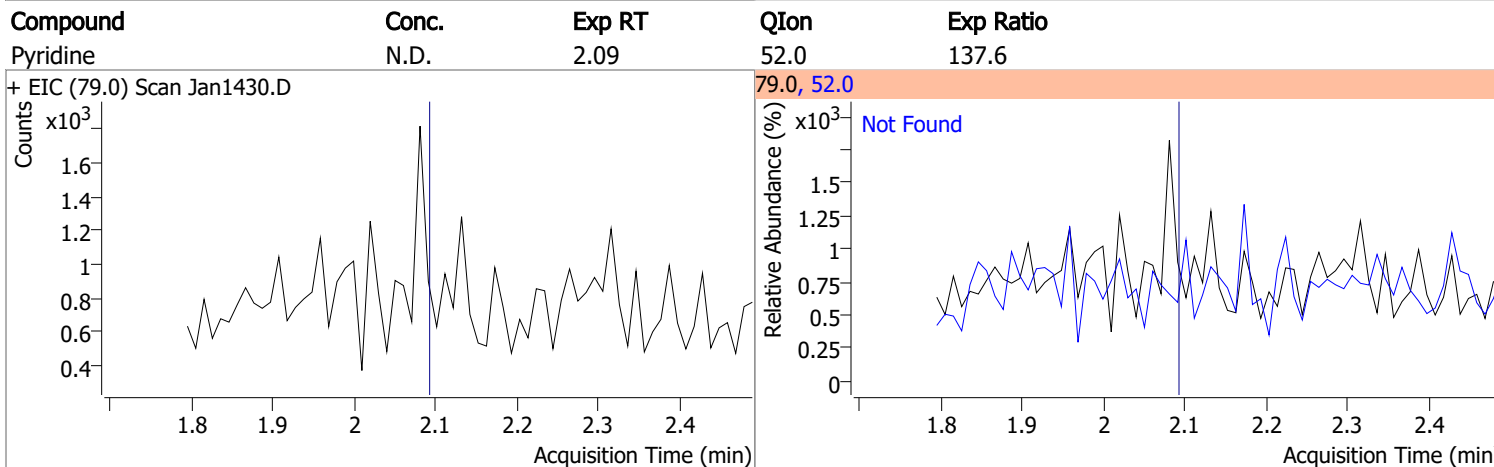 Compound Conc. Exp RT QIon Exp Ratio
Pyridine N.D. 2.09 52.0 137.6
+ EIC (79.0) Scan Jan1430.D
Counts
x10³
1.6
1.4
1.2
1
0.8
0.6
0.4
1.8 1.9 2 2.1 2.2 2.3 2.4
Acquisition Time (min)
79.0, 52.0
Relative Abundance (%)
x10³
Not Found
1.5
1.25
1
0.75
0.5
0.25
0
1.8 1.9 2 2.1 2.2 2.3 2.4
Acquisition Time (min